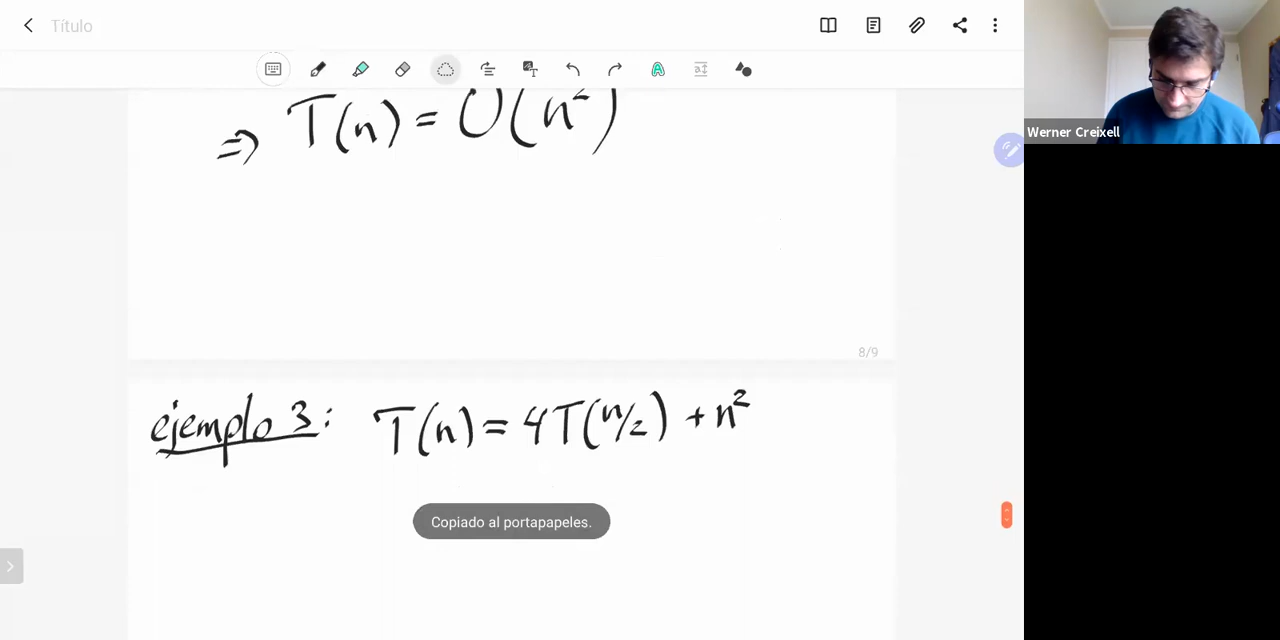 Título
⇒ T(n) = O(n²)
Werner Creixell
8/9
ejemplo 3: T(n) = 4T(n/2) + n²
Copiado al portapapeles.